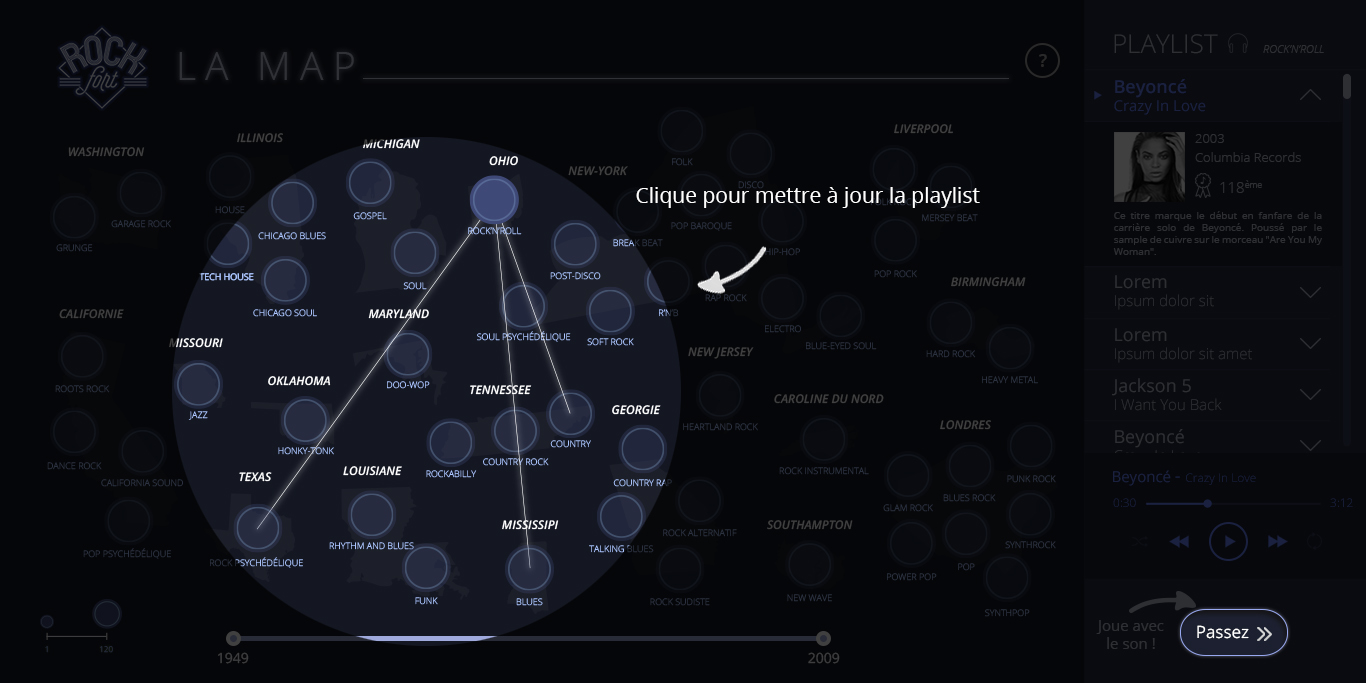 ROCK
fort
LA MAP
?
PLAYLIST
ROCK'N'ROLL
Beyoncé
Crazy In Love
2003
Columbia Records
118ème
Ce titre marque le début en fanfare de la
carrière solo de Beyoncé. Poussé par le
sample de cuivre sur le morceau "Are You My
Woman".
Lorem
Ipsum dolor sit
Lorem
Ipsum dolor sit amet
Jackson 5
I Want You Back
Beyoncé
Beyoncé - Crazy In Love
0:30
3:12
Joue avec
le son !
Passez
Clique pour mettre à jour la playlist
WASHINGTON
GRUNGE
GARAGE ROCK
ILLINOIS
HOUSE
CHICAGO BLUES
TECH HOUSE
CHICAGO SOUL
MICHIGAN
GOSPEL
SOUL
OHIO
ROCK'N'ROLL
NEW-YORK
FOLK
DISCO
BREAK BEAT
POP BAROQUE
HIP-HOP
POST-DISCO
R'N'B
RAP ROCK
SOUL PSYCHÉDÉLIQUE
SOFT ROCK
ELECTRO
BLUE-EYED SOUL
LIVERPOOL
MERSEY BEAT
POP ROCK
BIRMINGHAM
HARD ROCK
HEAVY METAL
CALIFORNIE
ROOTS ROCK
DANCE ROCK
CALIFORNIA SOUND
POP PSYCHÉDÉLIQUE
MISSOURI
JAZZ
MARYLAND
DOO-WOP
OKLAHOMA
HONKY-TONK
TENNESSEE
ROCKABILLY
COUNTRY ROCK
COUNTRY
GEORGIE
COUNTRY RAP
TALKING BLUES
NEW JERSEY
HEARTLAND ROCK
CAROLINE DU NORD
ROCK INSTRUMENTAL
LONDRES
PUNK ROCK
BLUES ROCK
GLAM ROCK
SYNTHROCK
POP
POWER POP
SYNTHPOP
TEXAS
ROCK PSYCHÉDÉLIQUE
LOUISIANE
RHYTHM AND BLUES
FUNK
MISSISSIPI
BLUES
ROCK ALTERNATIF
ROCK SUDISTE
SOUTHAMPTON
NEW WAVE
1
120
1949
2009